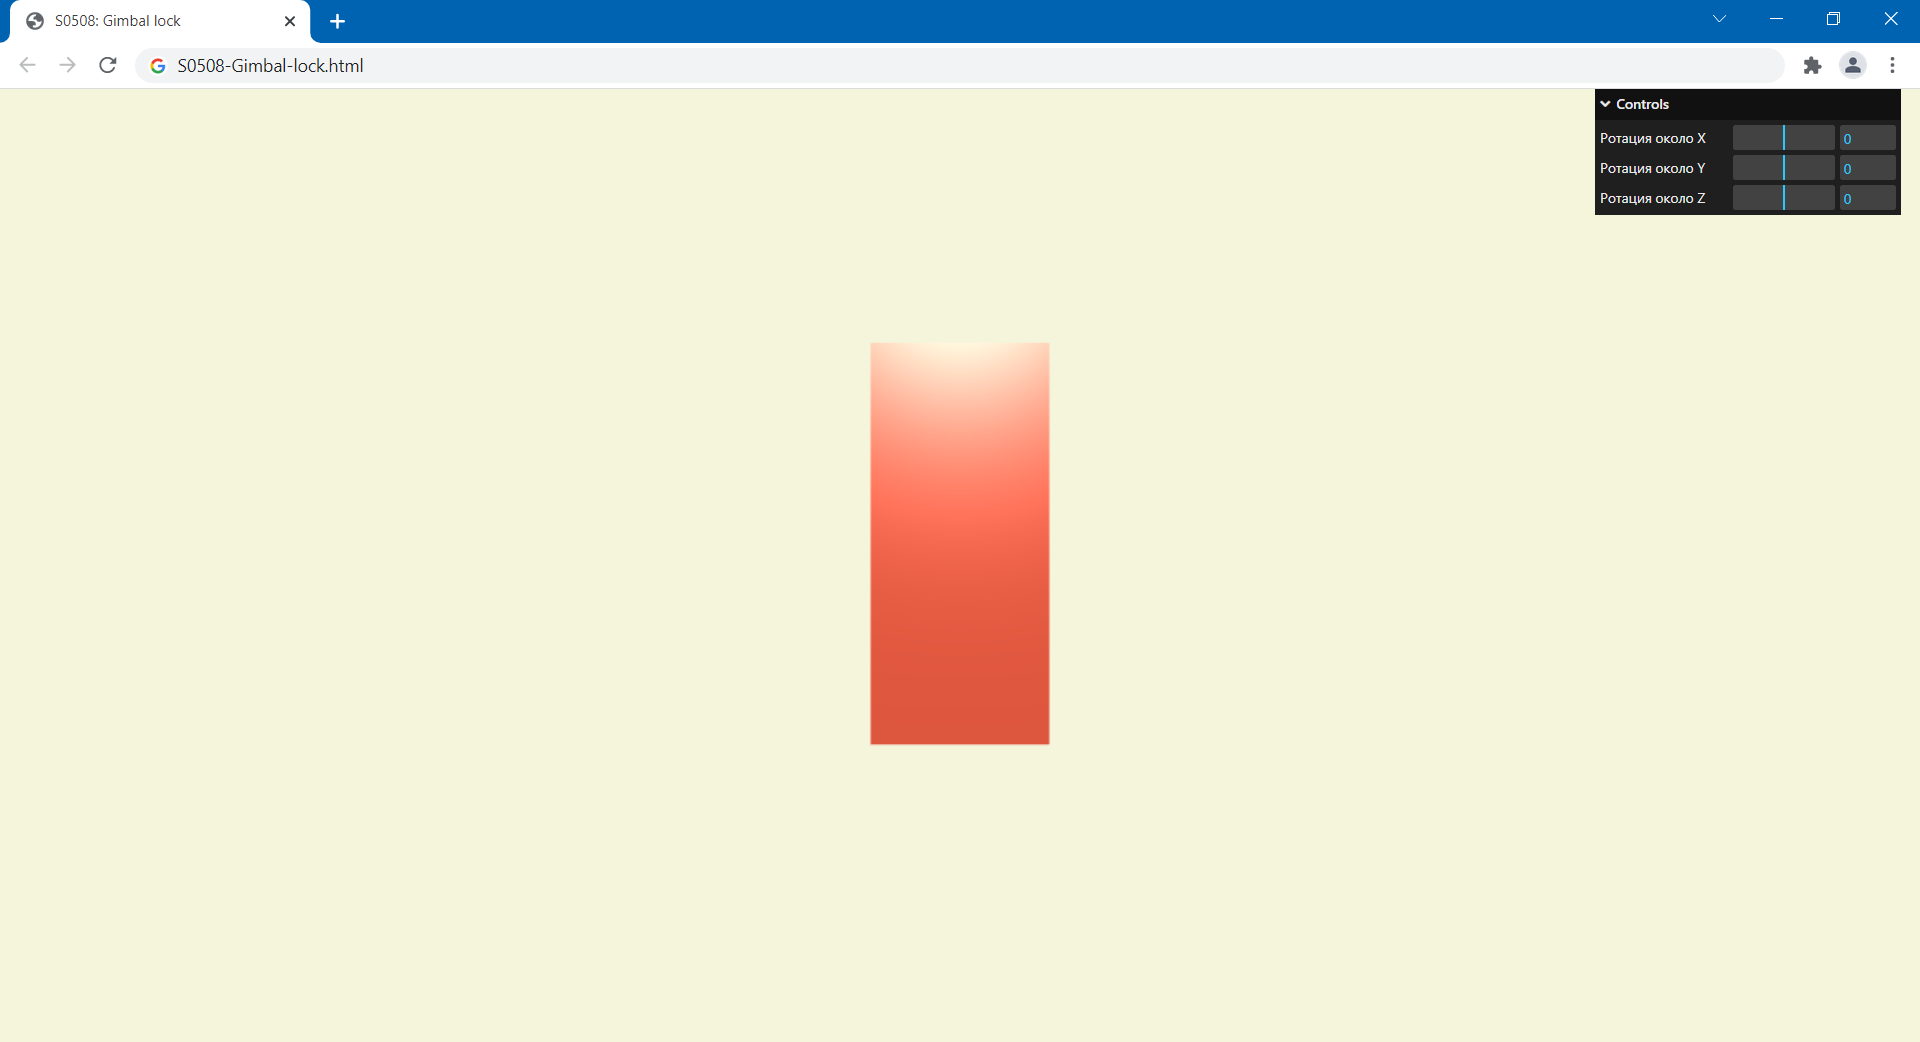 S0508: Gimbal lock
S0508-Gimbal-lock.html
Controls
Ротация около X 0
Ротация около Y 0
Ротация около Z 0